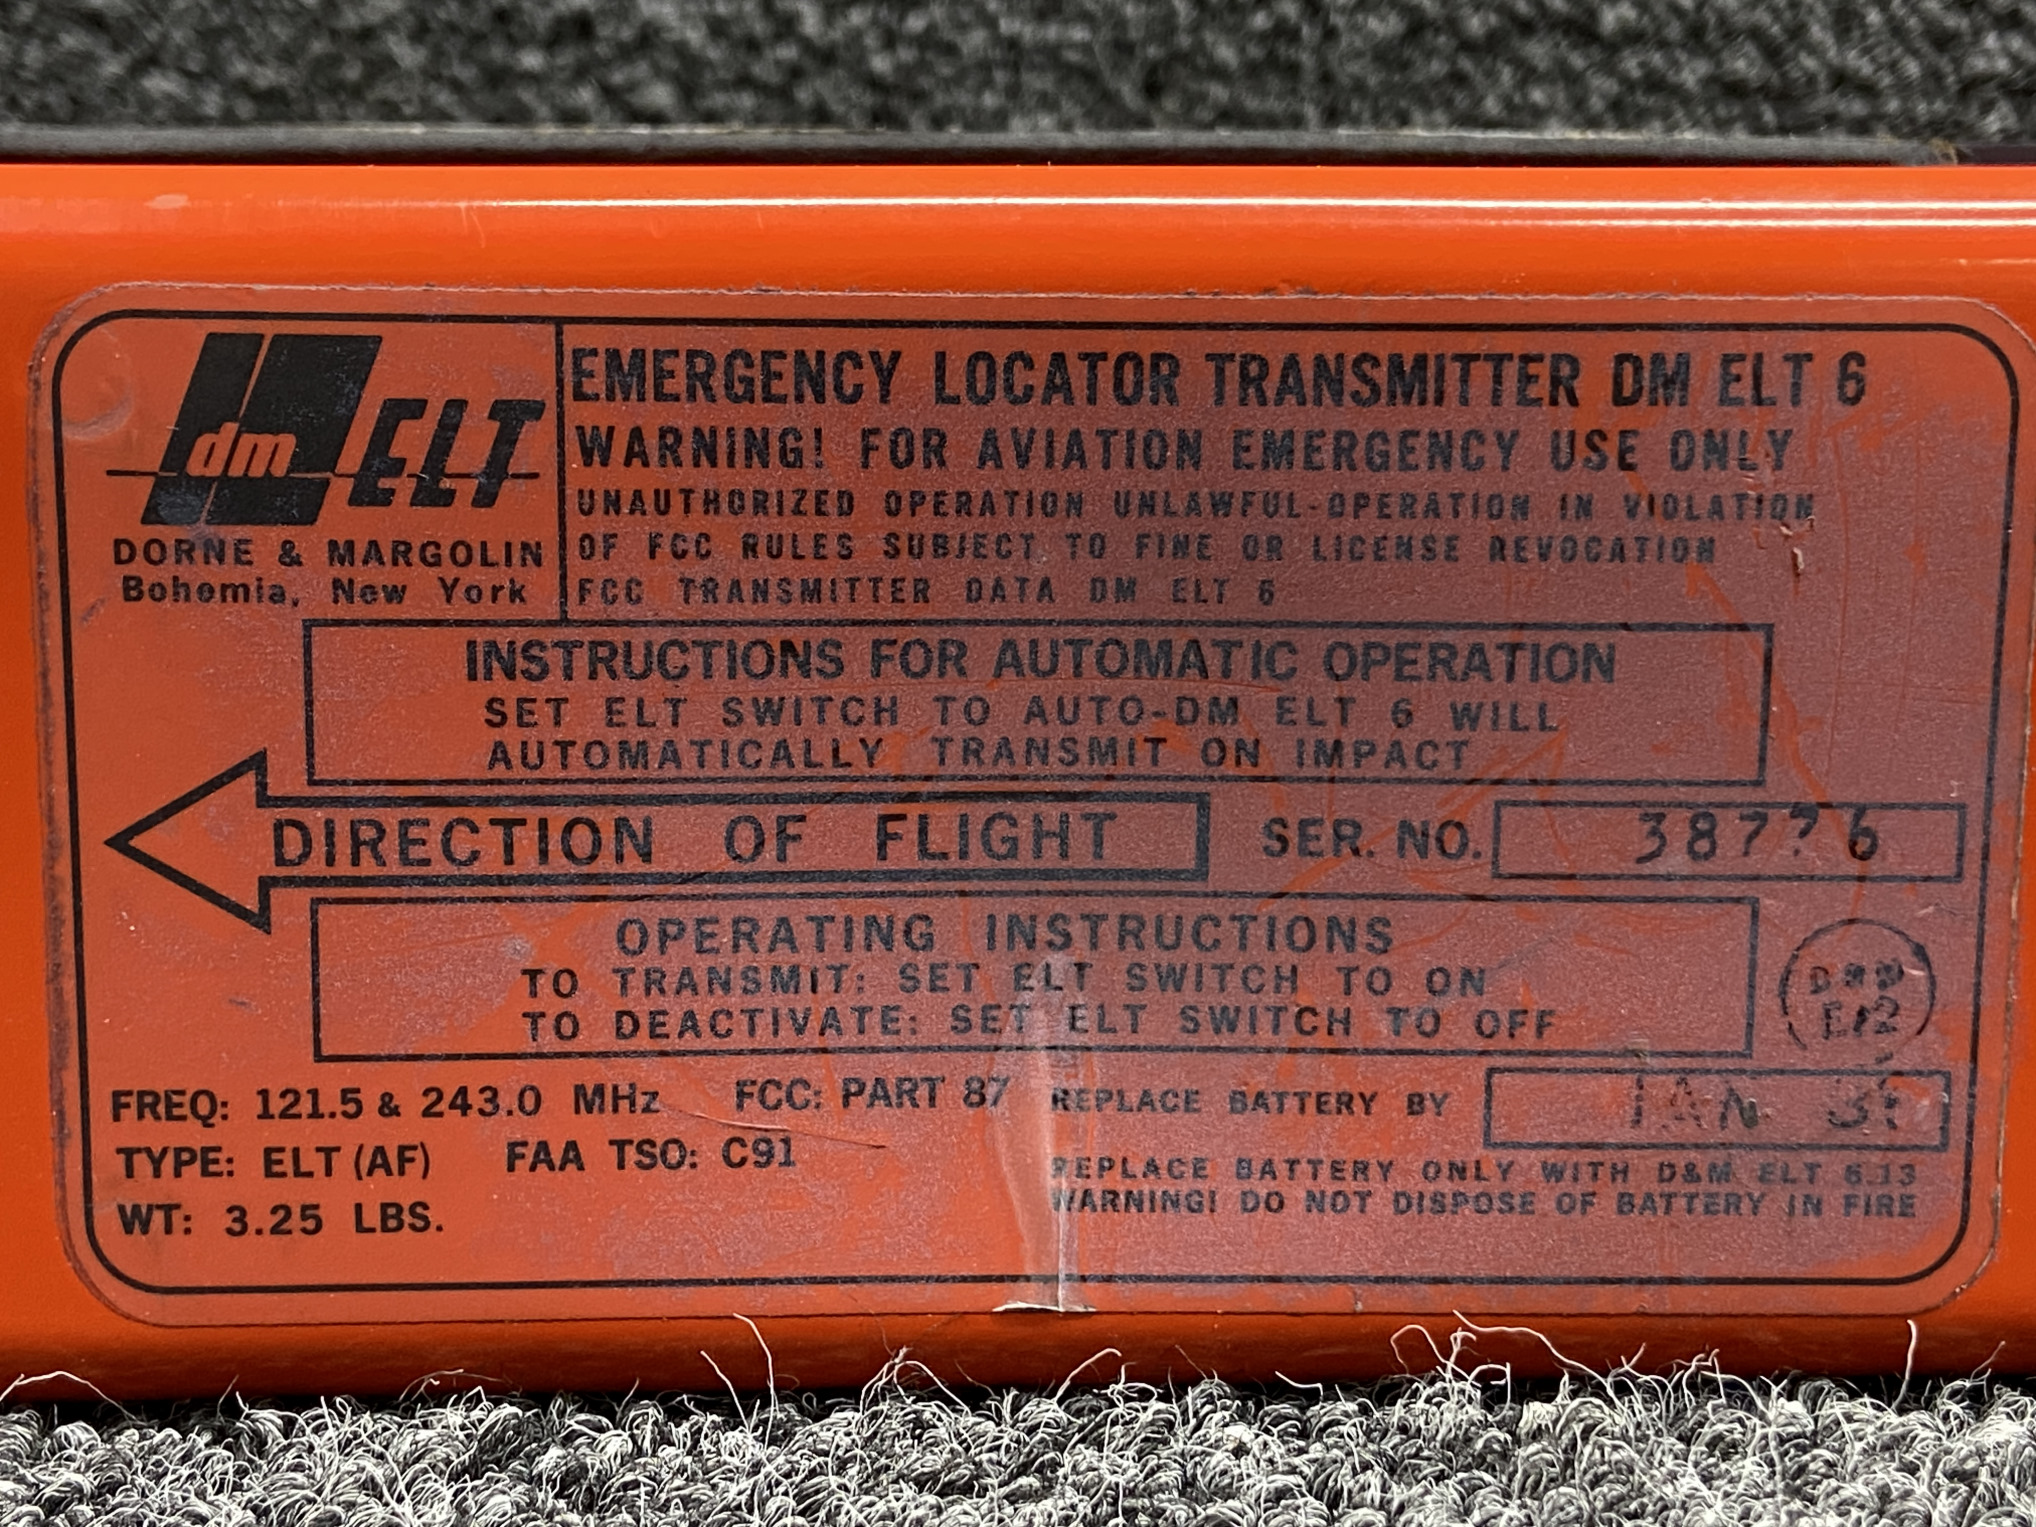 dm ELT
DORNE & MARGOLIN
Bohemia, New York
EMERGENCY LOCATOR TRANSMITTER DM ELT 6
WARNING! FOR AVIATION EMERGENCY USE ONLY
UNAUTHORIZED OPERATION UNLAWFUL-OPERATION IN VIOLATION
OF FCC RULES SUBJECT TO FINE OR LICENSE REVOCATION
FCC TRANSMITTER DATA DM ELT 6
INSTRUCTIONS FOR AUTOMATIC OPERATION
SET ELT SWITCH TO AUTO-DM ELT 6 WILL
AUTOMATICALLY TRANSMIT ON IMPACT
DIRECTION OF FLIGHT
SER. NO.
OPERATING INSTRUCTIONS
TO TRANSMIT: SET ELT SWITCH TO ON
TO DEACTIVATE: SET ELT SWITCH TO OFF
FREQ: 121.5 & 243.0 MHz FCC: PART 87
TYPE: ELT (AF) FAA TSO: C91
WT: 3.25 LBS.
REPLACE BATTERY BY JAN
REPLACE BATTERY ONLY WITH D&M ELT 6.13
WARNING! DO NOT DISPOSE OF BATTERY IN FIRE